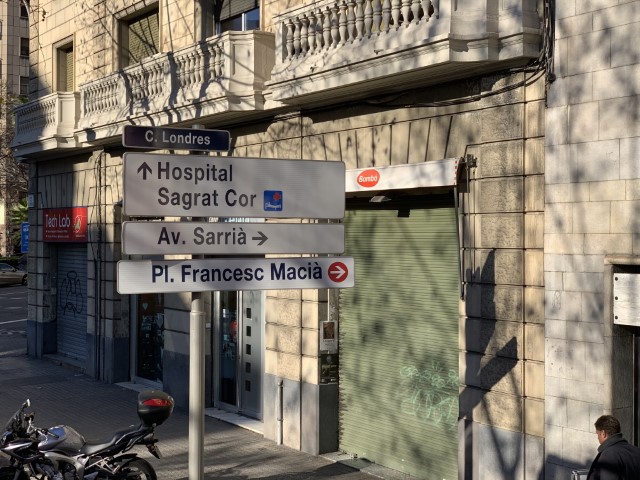 C. Londres
Hospital
Sagrat Cor
Av. Sarrià
Pl. Francesc Macià
Tech Lab
Bombó